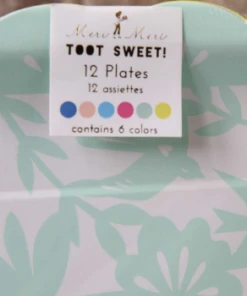 Meri Meri
TOOT SWEET!
12 Plates
12 assiettes
contains 6 colors